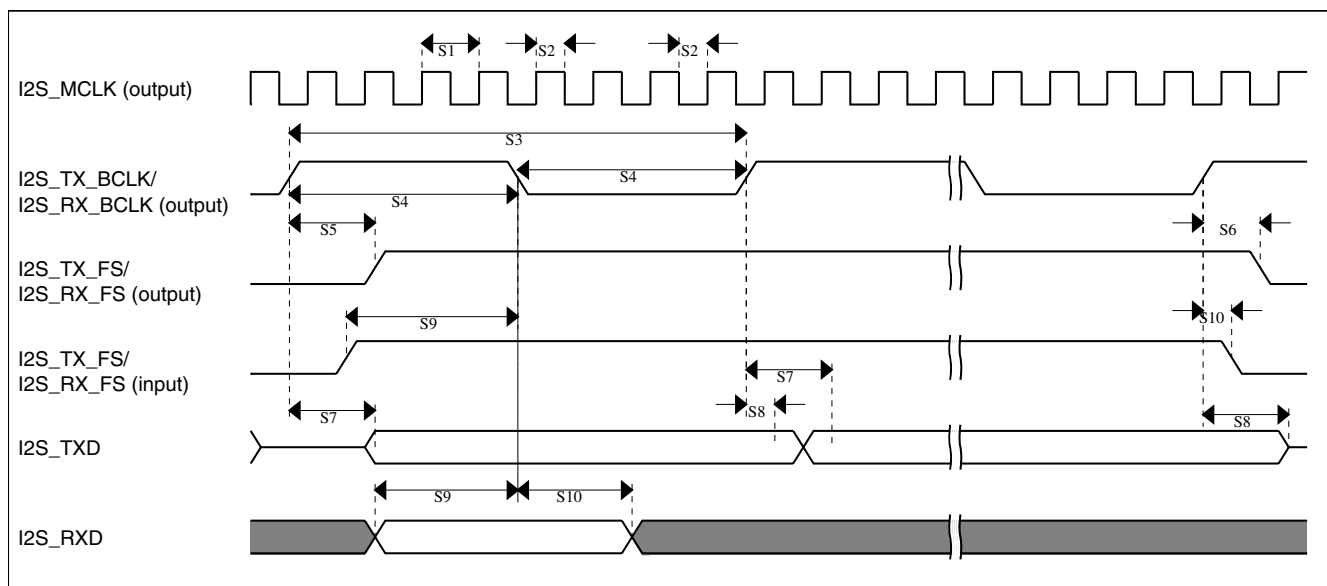 S1
S2
S2
I2S_MCLK (output)
S3
I2S_TX_BCLK/
I2S_RX_BCLK (output)
S4
S4
S5
S6
I2S_TX_FS/
I2S_RX_FS (output)
S9
S10
I2S_TX_FS/
I2S_RX_FS (input)
S7
S7
S8
S8
I2S_TXD
S9
S10
I2S_RXD